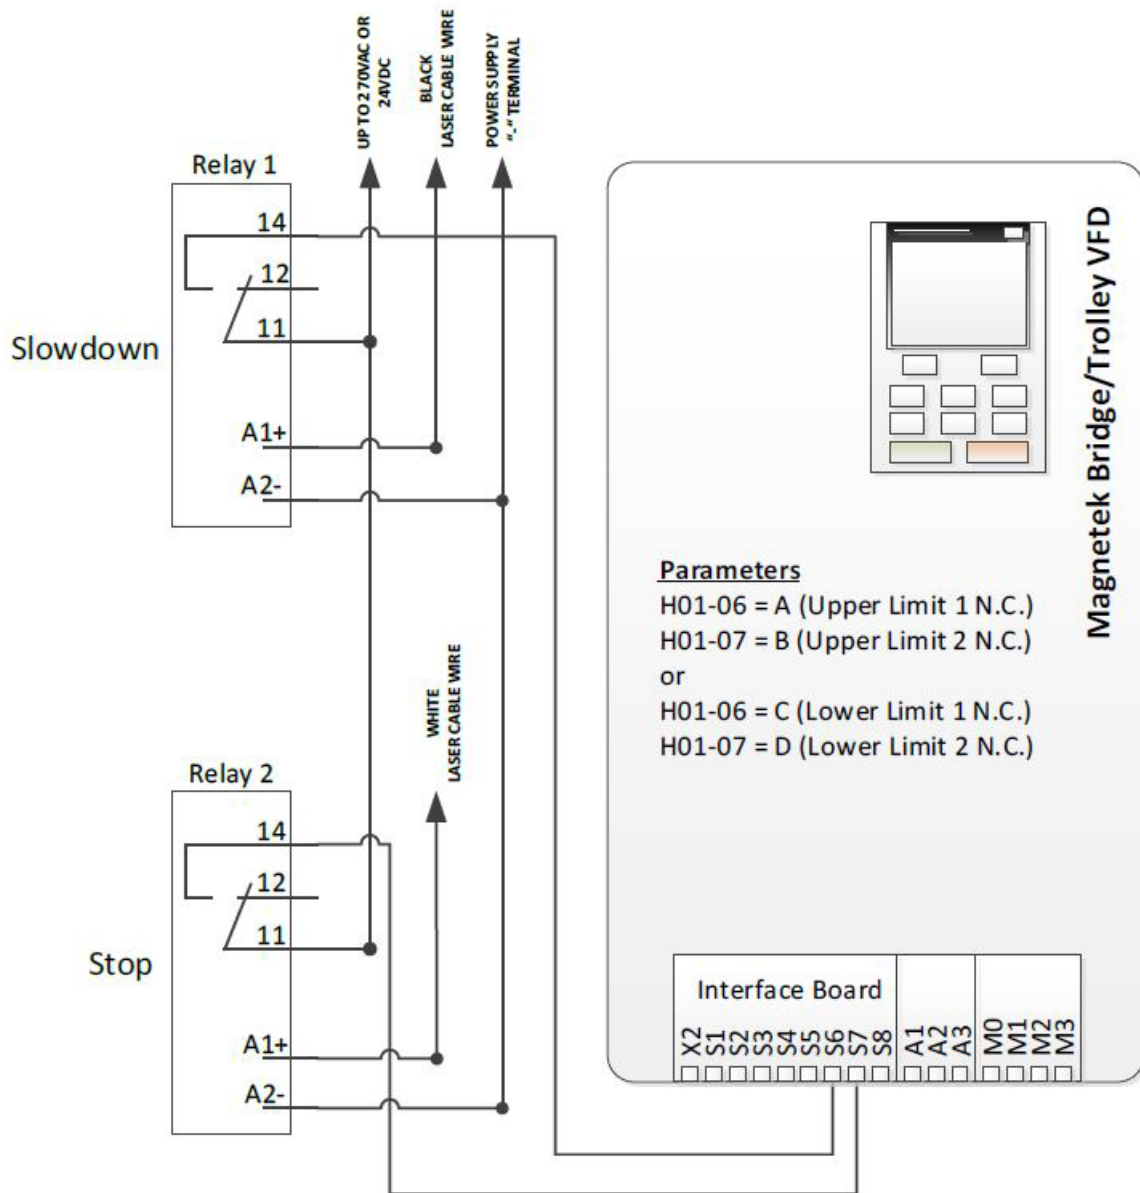 UP TO 270VAC OR
24VDC
BLACK
LASER CABLE WIRE
POWER SUPPLY
"-" TERMINAL
Relay 1
14
12
11
A1+
A2-
Slowdown
Magnetek Bridge/Trolley VFD
Parameters
H01-06 = A (Upper Limit 1 N.C.)
H01-07 = B (Upper Limit 2 N.C.)
or
H01-06 = C (Lower Limit 1 N.C.)
H01-07 = D (Lower Limit 2 N.C.)
WHITE
LASER CABLE WIRE
Relay 2
14
12
11
A1+
A2-
Stop
Interface Board
X2
S1
S2
S3
S4
S5
S6
S7
S8
A1
A2
A3
M0
M1
M2
M3